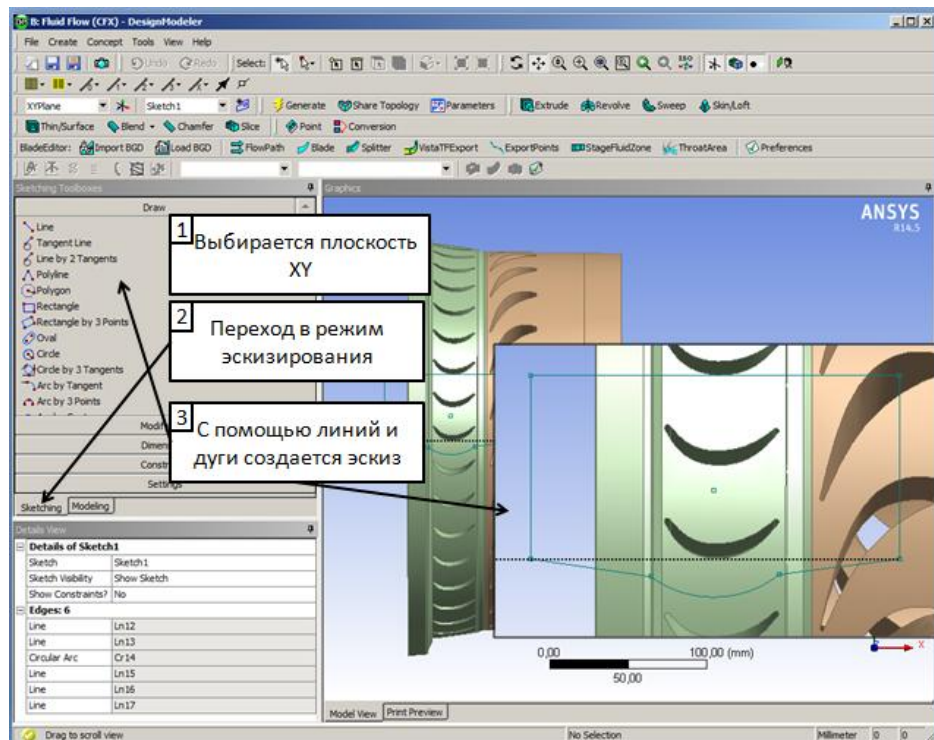 B: Fluid Flow (CFX) - DesignModeler
File Create Concept Tools View Help
Undo Redo Select:
XYPlane Sketch1 Generate Share Topology Parameters Extrude Revolve Sweep Skin/Loft
Thin/Surface Blend Chamfer Slice Point Conversion
BladeEditor: Import BGD Load BGD FlowPath Blade Splitter VistaTFExport ExportPoints StageFluidZone ThroatArea Preferences
Sketching Toolboxes
Draw
Line
Tangent Line
Line by 2 Tangents
Polyline
Polygon
Rectangle
Rectangle by 3 Points
Oval
Circle
Circle by 3 Tangents
Arc by Tangent
Arc by 3 Points
Modif
Dimen
Constr
Settings
Sketching Modeling
1
Выбирается плоскость
XY
2
Переход в режим
эскизирования
3
С помощью линий и
дуги создается эскиз
Graphics
ANSYS
R14.5
0,00 100,00 (mm)
50,00
X
Details View
Details of Sketch1
Sketch Sketch1
Sketch Visibility Show Sketch
Show Constraints? No
Edges: 6
Line Ln12
Line Ln13
Circular Arc Cr14
Line Ln15
Line Ln16
Line Ln17
Model View Print Preview
Drag to scroll view No Selection Millimeter 0 0